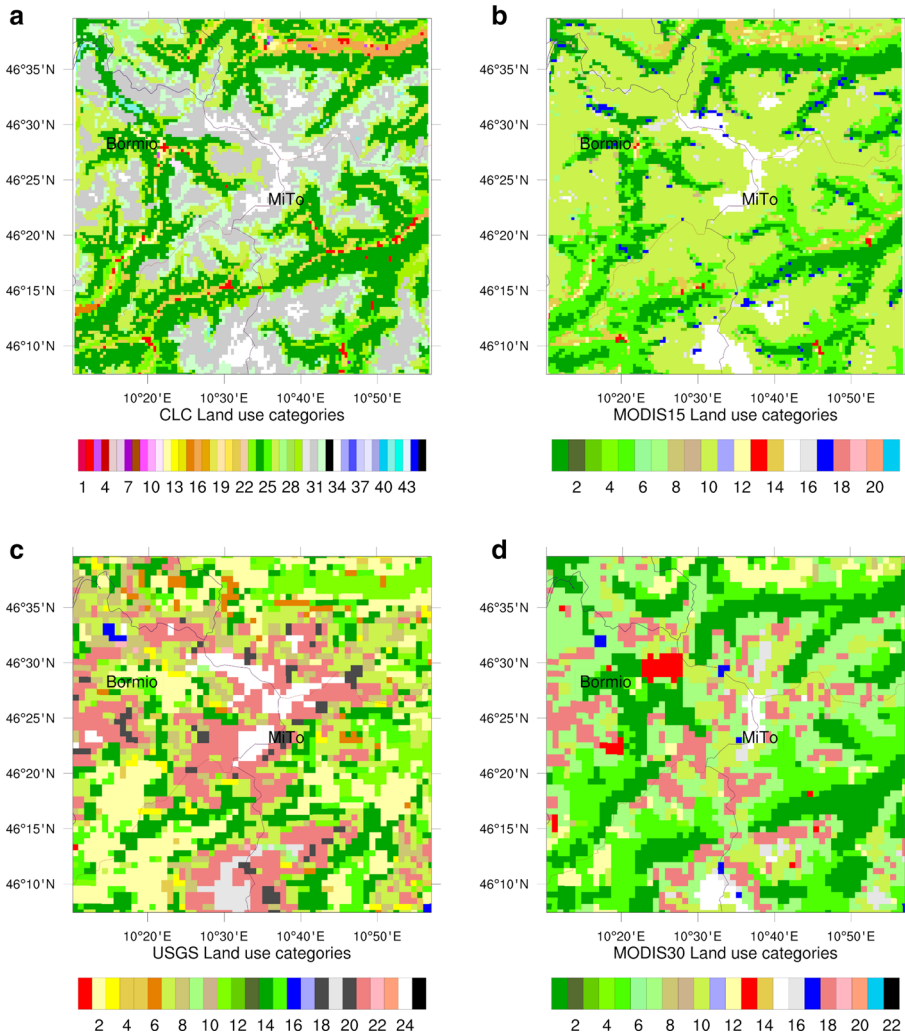 a
b
46°35'N
46°30'N
46°25'N
46°20'N
46°15'N
46°10'N
Bormio
MiTo
46°35'N
46°30'N
46°25'N
46°20'N
46°15'N
46°10'N
Bormio
MiTo
10°20'E 10°30'E 10°40'E 10°50'E
CLC Land use categories
10°20'E 10°30'E 10°40'E 10°50'E
MODIS15 Land use categories
1 4 7 10 13 16 19 22 25 28 31 34 37 40 43
2 4 6 8 10 12 14 16 18 20
c
d
46°35'N
46°30'N
46°25'N
46°20'N
46°15'N
46°10'N
Bormio
MiTo
46°35'N
46°30'N
46°25'N
46°20'N
46°15'N
46°10'N
Bormio
MiTo
10°20'E 10°30'E 10°40'E 10°50'E
USGS Land use categories
10°20'E 10°30'E 10°40'E 10°50'E
MODIS30 Land use categories
2 4 6 8 10 12 14 16 18 20 22 24
2 4 6 8 10 12 14 16 18 20 22